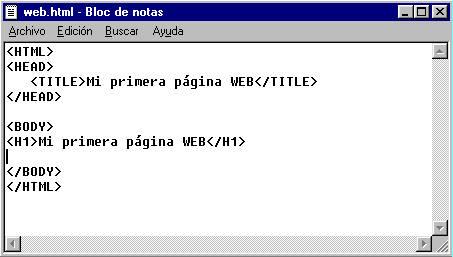 web.html - Bloc de notas
Archivo Edición Buscar Ayuda
<HTML>
<HEAD>
<TITLE>Mi primera página WEB</TITLE>
</HEAD>
<BODY>
<H1>Mi primera página WEB</H1>
</BODY>
</HTML>